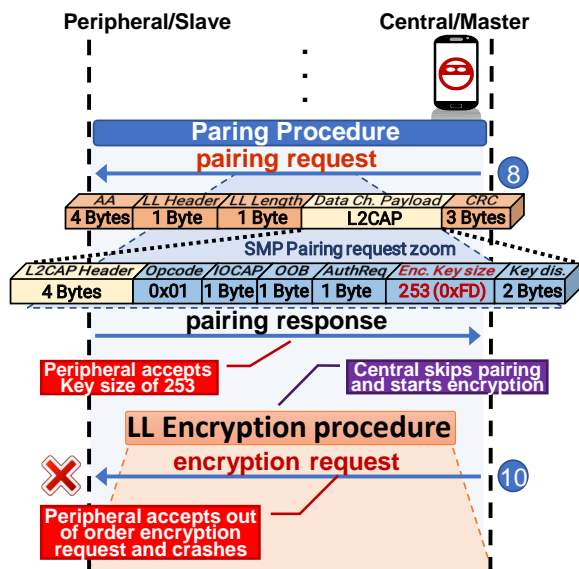 Peripheral/Slave
Central/Master
Paring Procedure
pairing request
8
AA LL Header LL Length Data Ch. Payload CRC
4 Bytes 1 Byte 1 Byte L2CAP 3 Bytes
SMP Pairing request zoom
L2CAP Header Opcode IOCAP OOB AuthReq Enc. Key size Key dis.
4 Bytes 0x01 1 Byte 1 Byte 1 Byte 253 (0xFD) 2 Bytes
pairing response
Peripheral accepts
Key size of 253
Central skips pairing
and starts encryption
LL Encryption procedure
encryption request
10
Peripheral accepts out
of order encryption
request and crashes